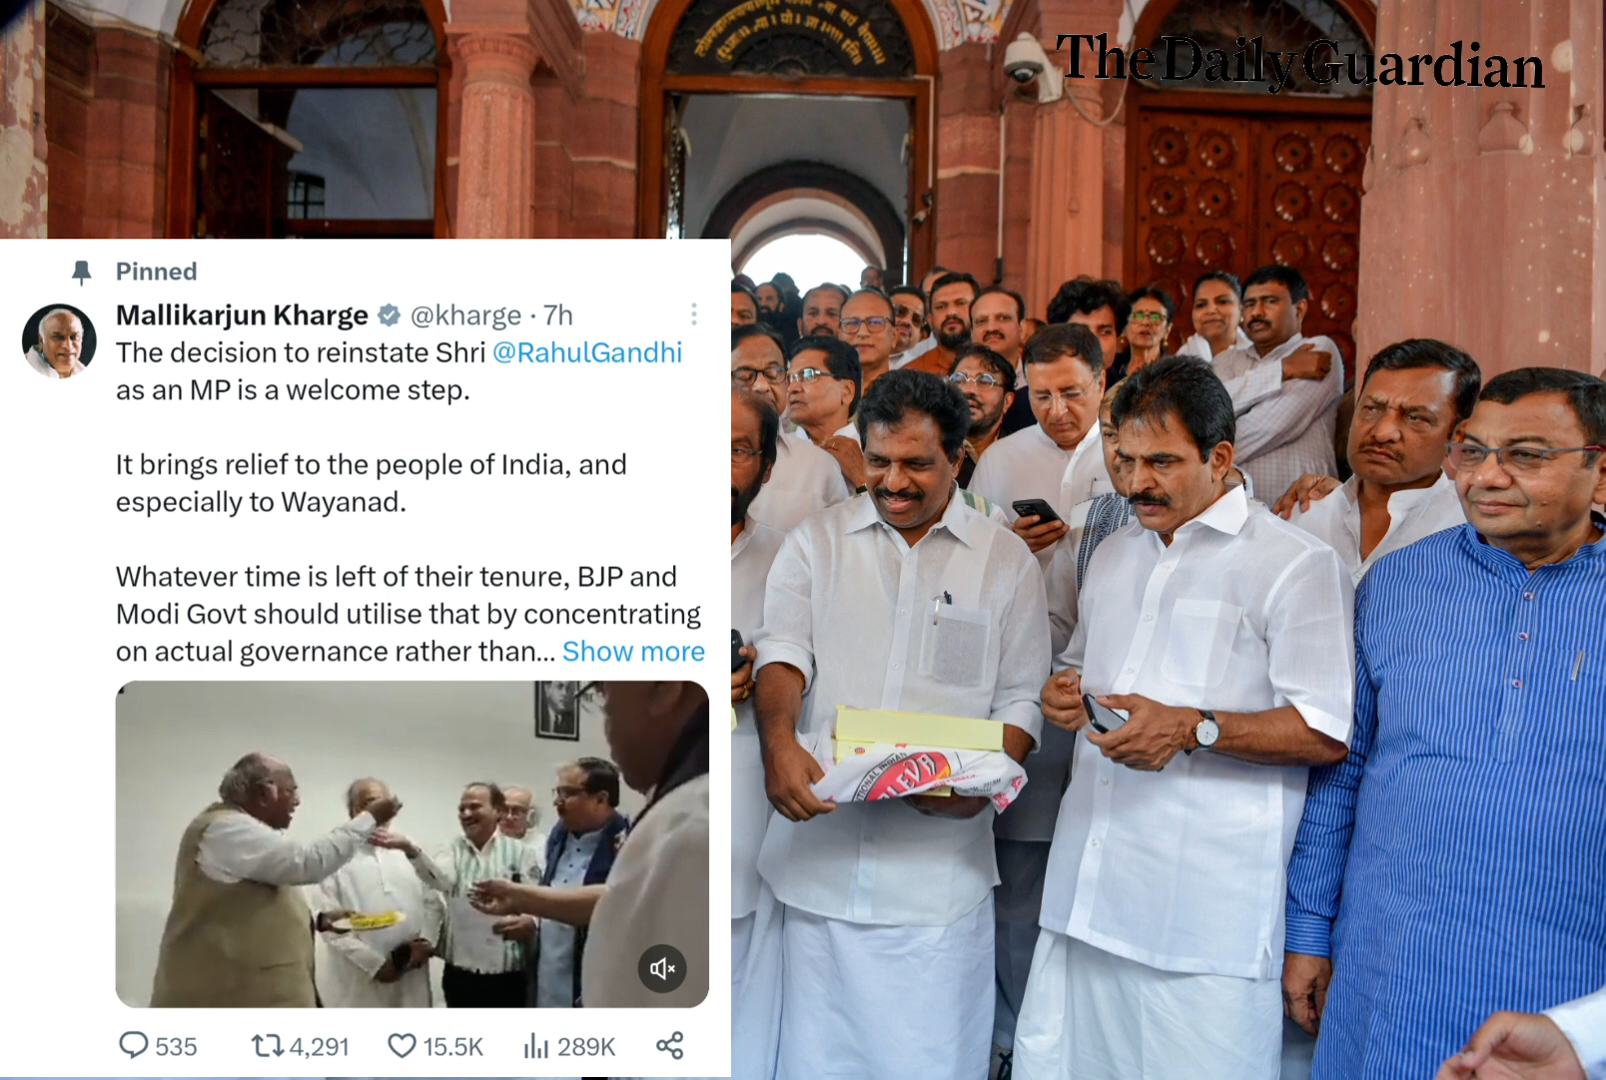 The Daily Guardian
Pinned
Mallikarjun Kharge @kharge · 7h
The decision to reinstate Shri @RahulGandhi
as an MP is a welcome step.
It brings relief to the people of India, and
especially to Wayanad.
Whatever time is left of their tenure, BJP and
Modi Govt should utilise that by concentrating
on actual governance rather than... Show more
535 4,291 15.5K 289K